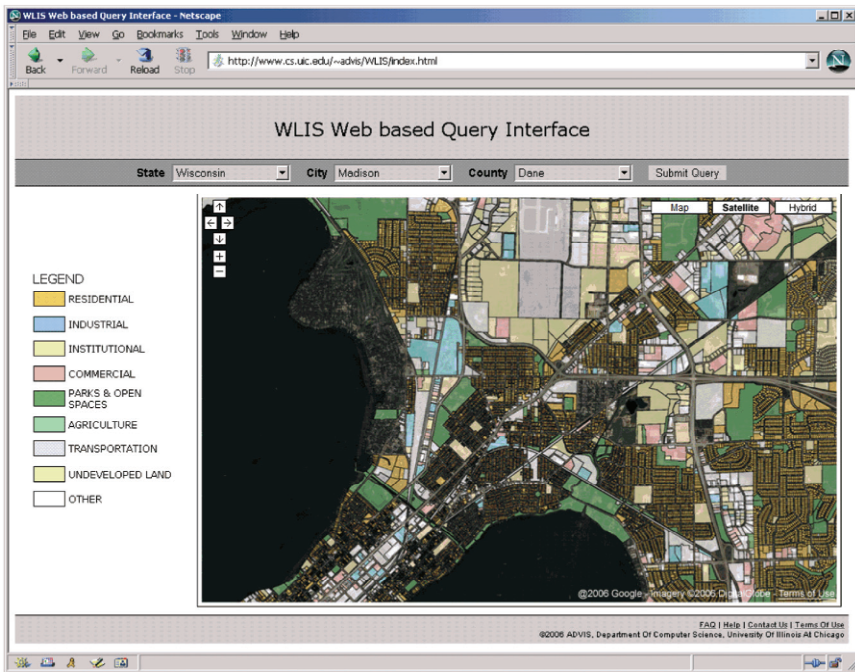 WLIS Web based Query Interface - Netscape
File Edit View Go Bookmarks Tools Window Help
Back Forward Reload Stop http://www.cs.uic.edu/~advis/WLIS/index.html N
WLIS Web based Query Interface
State Wisconsin City Madison County Dane Submit Query
Map Satellite Hybrid
LEGEND
RESIDENTIAL
INDUSTRIAL
INSTITUTIONAL
COMMERCIAL
PARKS & OPEN
SPACES
AGRICULTURE
TRANSPORTATION
UNDEVELOPED LAND
OTHER
@2006 Google - Imagery ©2006 DigitalGlobe - Terms of Use
FAQ | Help | Contact Us | Terms Of Use
©2006 ADVIS, Department Of Computer Science, University Of Illinois At Chicago